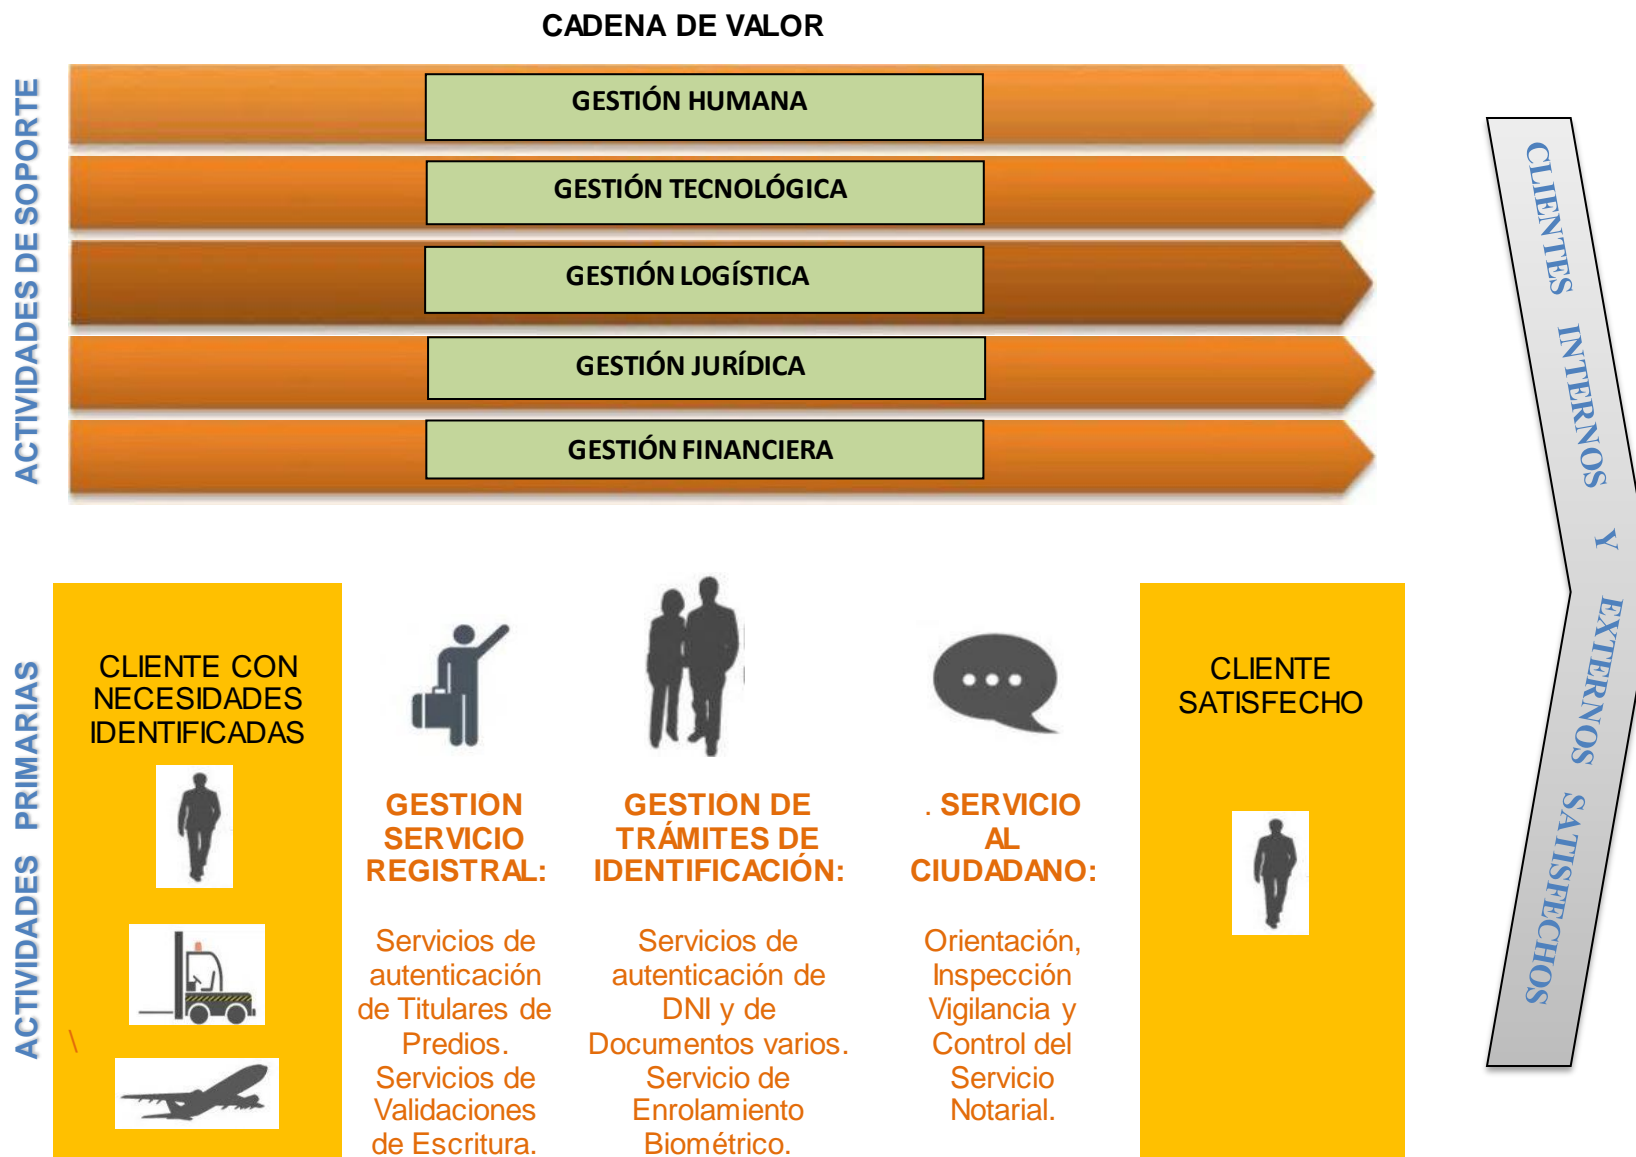 CADENA DE VALOR
ACTIVIDADES DE SOPORTE
GESTIÓN HUMANA
GESTIÓN TECNOLÓGICA
GESTIÓN LOGÍSTICA
GESTIÓN JURÍDICA
GESTIÓN FINANCIERA
CLIENTES INTERNOS Y EXTERNOS SATISFECHOS
ACTIVIDADES PRIMARIAS
CLIENTE CON
NECESIDADES
IDENTIFICADAS
\
GESTION
SERVICIO
REGISTRAL:
Servicios de
autenticación
de Titulares de
Predios.
Servicios de
Validaciones
de Escritura.
GESTION DE
TRÁMITES DE
IDENTIFICACIÓN:
Servicios de
autenticación de
DNI y de
Documentos varios.
Servicio de
Enrolamiento
Biométrico.
. SERVICIO
AL
CIUDADANO:
Orientación,
Inspección
Vigilancia y
Control del
Servicio
Notarial.
CLIENTE
SATISFECHO